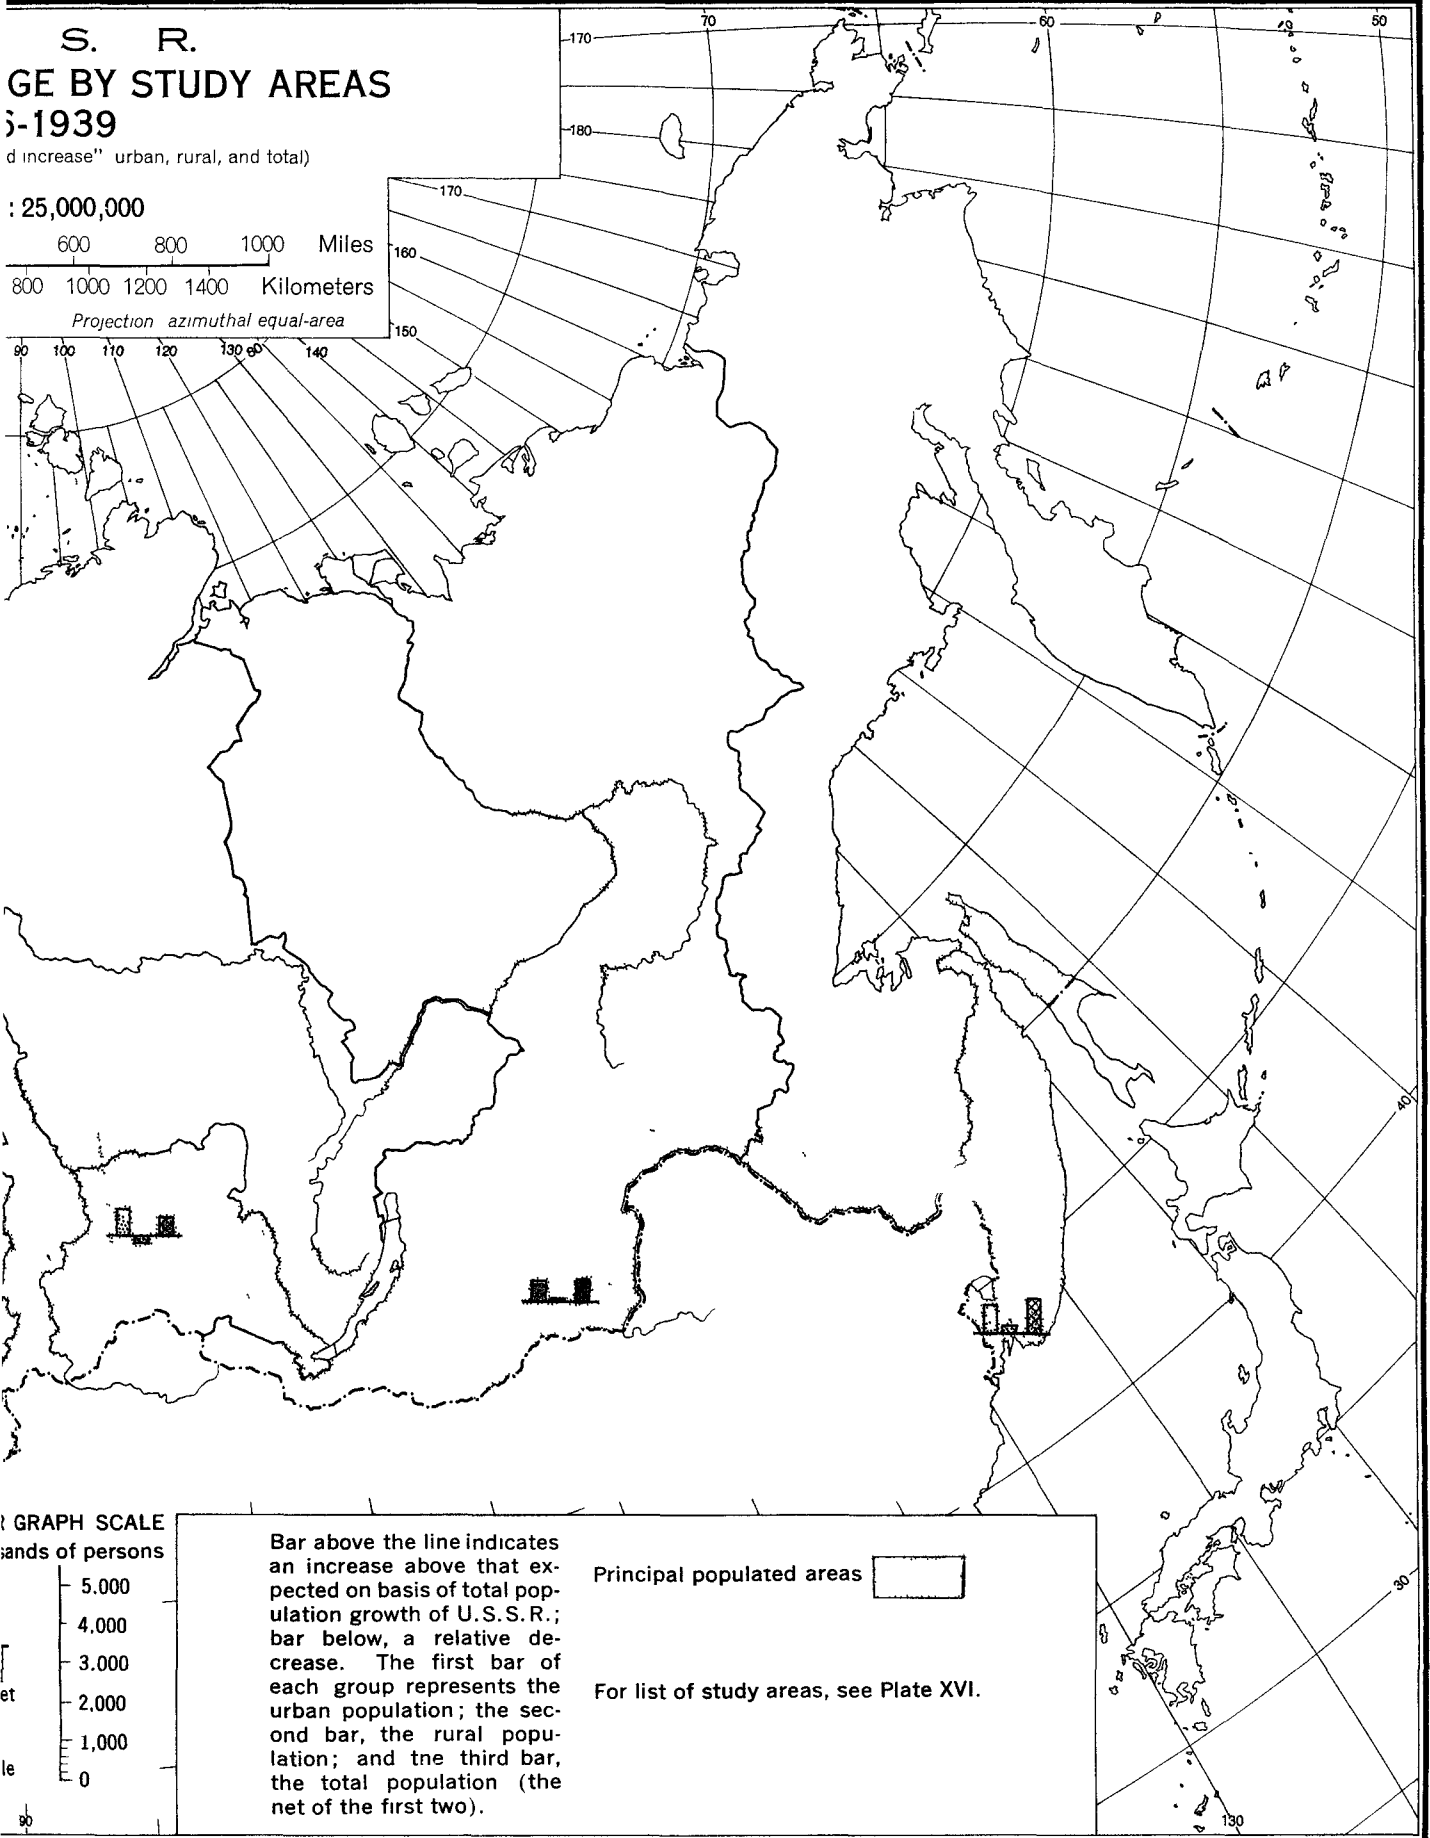 S. R.
GE BY STUDY AREAS
-1939
d increase" urban, rural, and total)
: 25,000,000
600 800 1000 Miles
800 1000 1200 1400 Kilometers
Projection azimuthal equal-area
70
60
50
170
180
170
160
150
90 100 110 120 130 80 140
40
30
GRAPH SCALE
sands of persons
5.000
4,000
3.000
2,000
1,000
0
et
le
90
130
Bar above the line indicates
an increase above that ex-
pected on basis of total pop-
ulation growth of U.S.S.R.;
bar below, a relative de-
crease. The first bar of
each group represents the
urban population; the sec-
ond bar, the rural popu-
lation; and tne third bar,
the total population (the
net of the first two).
Principal populated areas
For list of study areas, see Plate XVI.